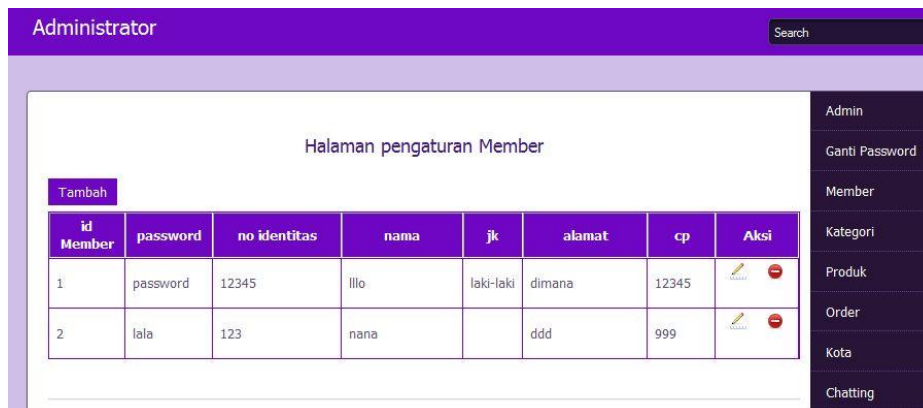 Administrator
Search
Halaman pengaturan Member
Tambah
id Member password no identitas nama jk alamat cp Aksi
1 password 12345 lllo laki-laki dimana 12345
2 lala 123 nana ddd 999
Admin
Ganti Password
Member
Kategori
Produk
Order
Kota
Chatting